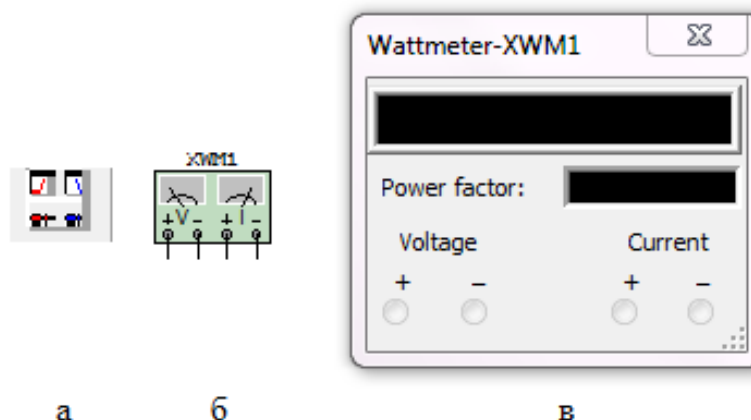 XWM1
+ V - + I -
Wattmeter-XWM1
Power factor:
Voltage Current
+ - + -
а б в